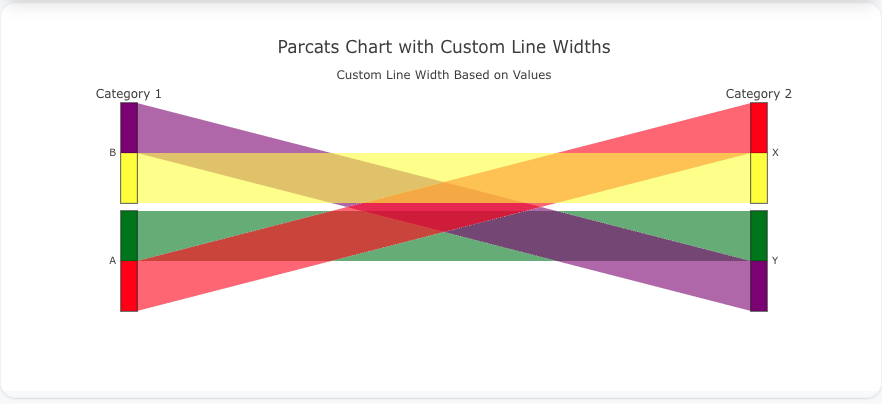 Parcats Chart with Custom Line Widths
Custom Line Width Based on Values
Category 1
Category 2
B
X
A
Y